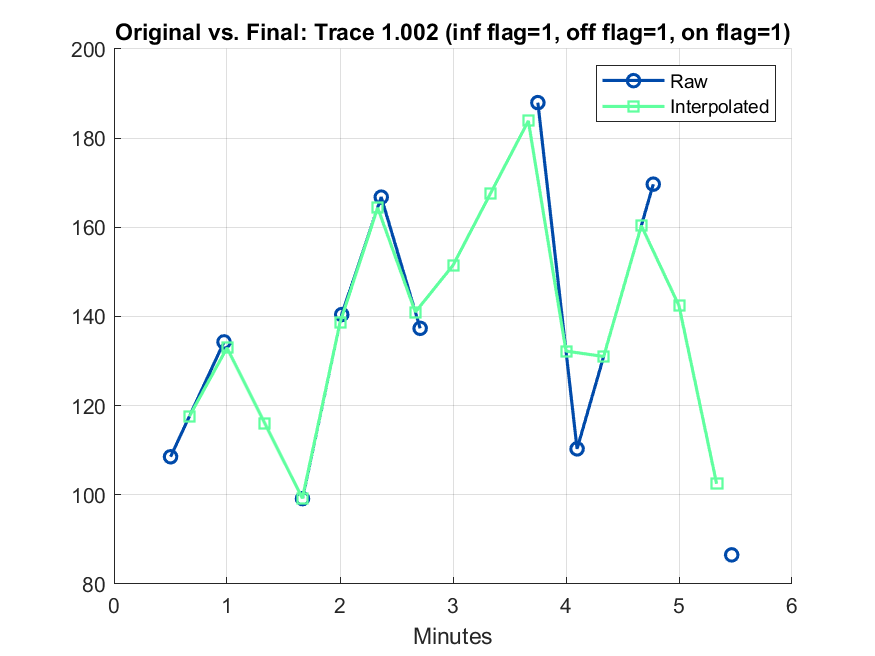 Original vs. Final: Trace 1.002 (inf flag=1, off flag=1, on flag=1)
200
180
160
140
120
100
80
0 1 2 3 4 5 6
Minutes
Raw
Interpolated